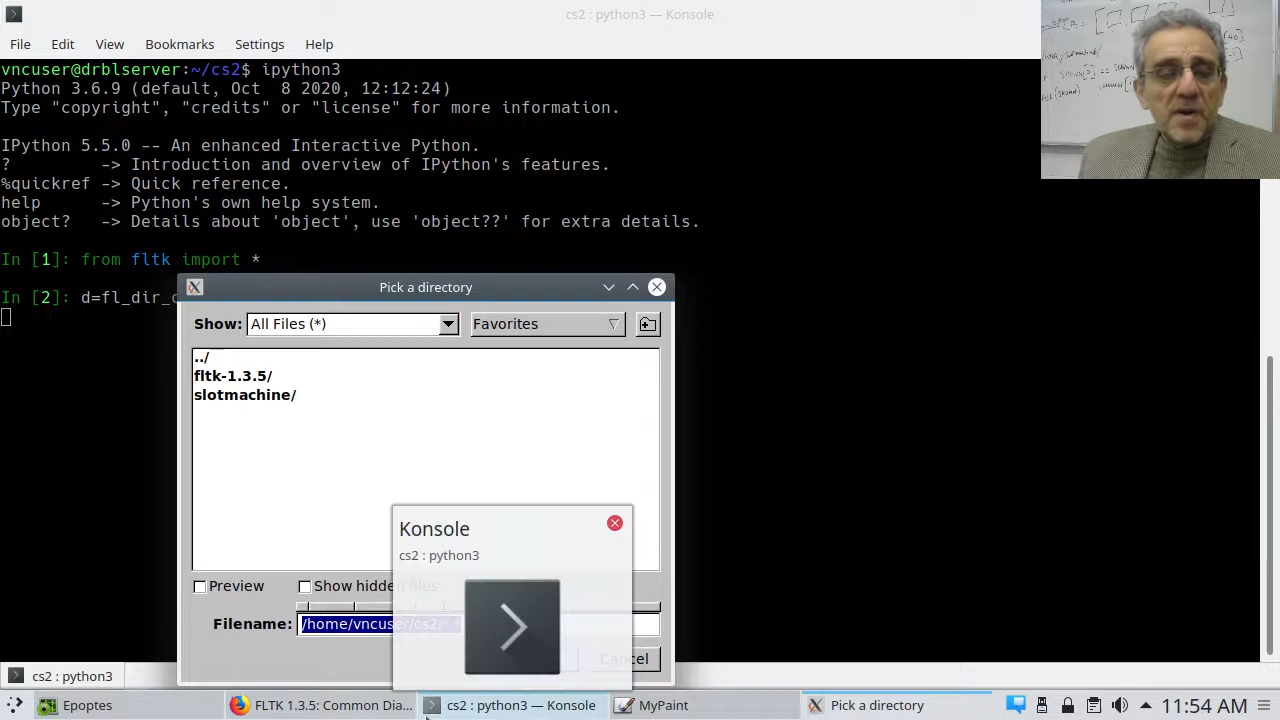 cs2 : python3 — Konsole
File Edit View Bookmarks Settings Help
vncuser@drblserver:~/cs2$ ipython3
Python 3.6.9 (default, Oct  8 2020, 12:12:24)
Type "copyright", "credits" or "license" for more information.
IPython 5.5.0 -- An enhanced Interactive Python.
?         -> Introduction and overview of IPython's features.
%quickref -> Quick reference.
help      -> Python's own help system.
object?   -> Details about 'object', use 'object??' for extra details.
In [1]: from fltk import *
In [2]: d=fl_dir_c
Pick a directory
Show: All Files (*) Favorites
../
fltk-1.3.5/
slotmachine/
Konsole
cs2 : python3
Preview Show hidden files
Filename: /home/vncuser/cs2/
Cancel
cs2 : python3
Epoptes FLTK 1.3.5: Common Dia... cs2 : python3 — Konsole MyPaint Pick a directory 11:54 AM